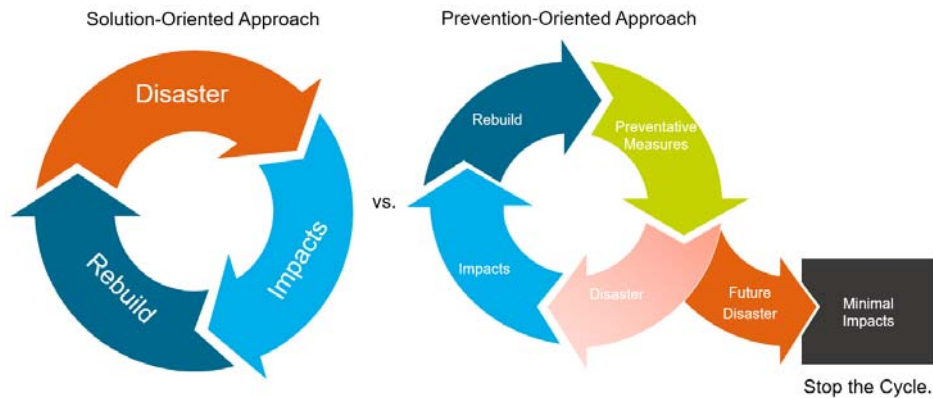 Solution-Oriented Approach
Disaster
Impacts
Rebuild
vs.
Prevention-Oriented Approach
Rebuild
Preventative
Measures
Impacts
Disaster
Future
Disaster
Minimal
Impacts
Stop the Cycle.